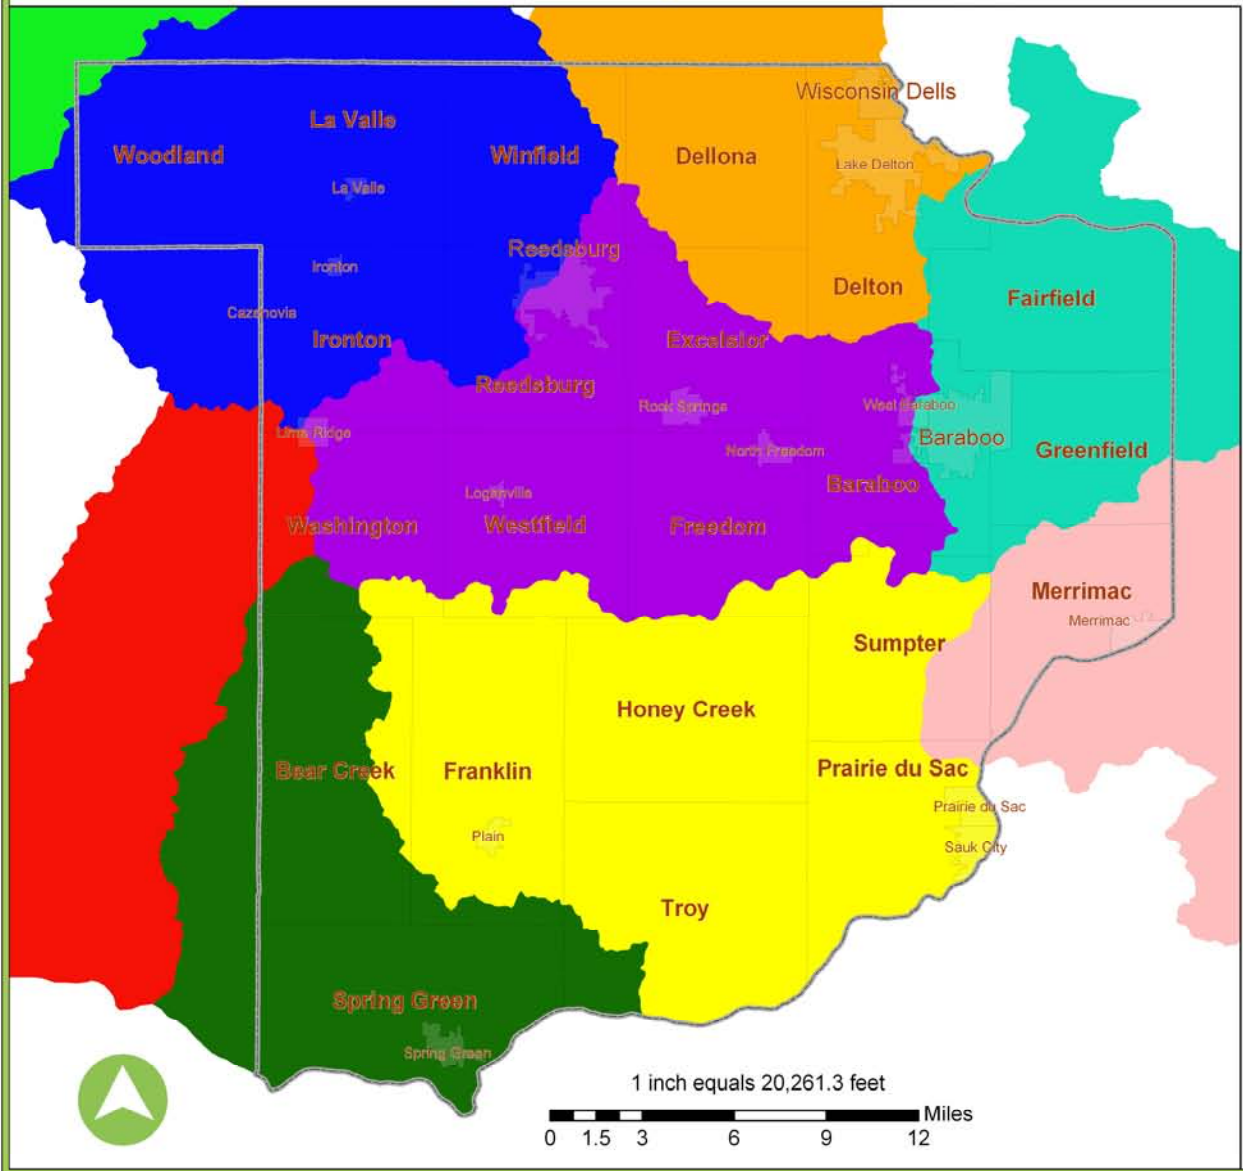 Wisconsin Dells
La Valle
Woodland
Winfield
Dellona
Lake Delton
La Valle
Reedsburg
Ironton
Delton
Fairfield
Cazenovia
Ironton
Excelsior
Reedsburg
Rock Springs
West Baraboo
Lime Ridge
Baraboo
North Freedom
Greenfield
Baraboo
Loganville
Washington
Westfield
Freedom
Merrimac
Merrimac
Sumpter
Honey Creek
Bear Creek
Franklin
Prairie du Sac
Prairie du Sac
Plain
Sauk City
Troy
Spring Green
Spring Green
1 inch equals 20,261.3 feet
Miles
0 1.5 3 6 9 12